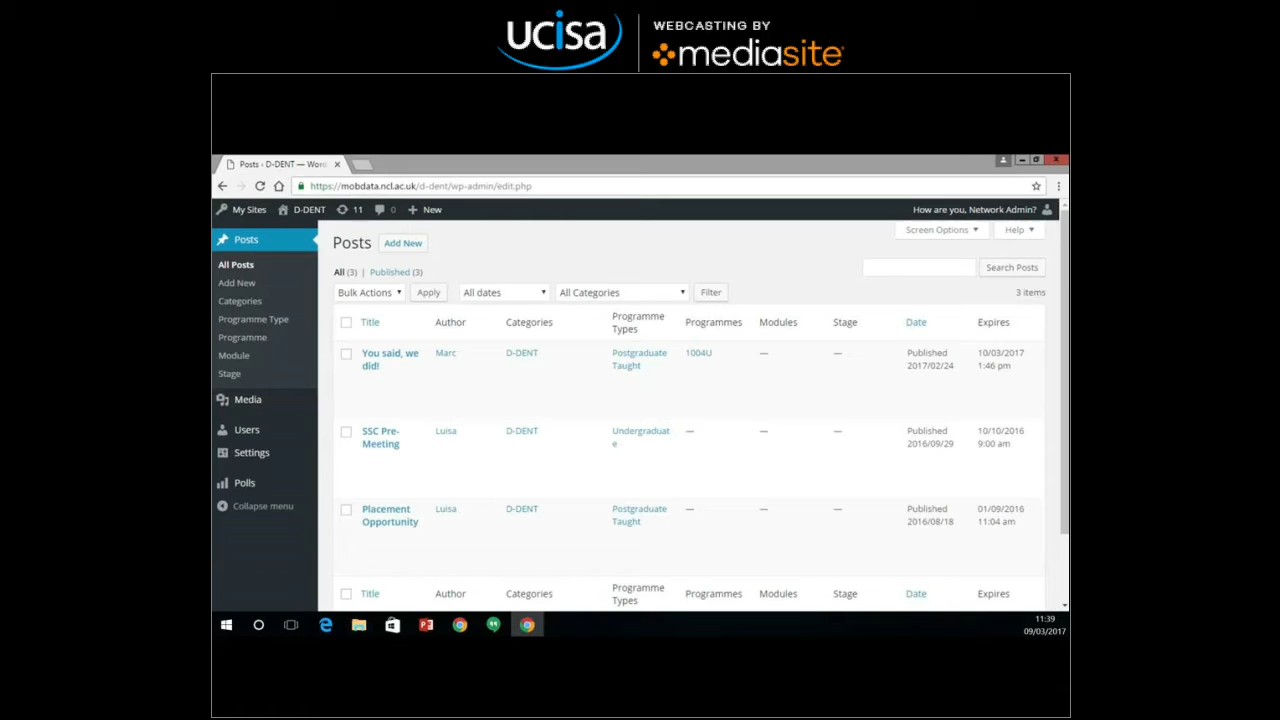 ucisa
WEBCASTING BY
mediasite
Posts ‹ D-DENT — Word
https://mobdata.ncl.ac.uk/d-dent/wp-admin/edit.php
My Sites D-DENT 11 0 New How are you, Network Admin?
Posts
All Posts
Add New
Categories
Programme Type
Programme
Module
Stage
Media
Users
Settings
Polls
Collapse menu
Screen Options Help
Posts Add New
All (3) | Published (3)
Search Posts
Bulk Actions Apply All dates All Categories Filter 3 items
Title Author Categories Programme Types Programmes Modules Stage Date Expires
You said, we Marc D-DENT Postgraduate 1004U — — Published 10/03/2017
did! Taught 2017/02/24 1:46 pm
SSC Pre- Luisa D-DENT Undergraduat — — — Published 10/10/2016
Meeting e 2016/09/29 9:00 am
Placement Luisa D-DENT Postgraduate — — — Published 01/09/2016
Opportunity Taught 2016/08/18 11:04 am
Title Author Categories Programme Types Programmes Modules Stage Date Expires
11:39
09/03/2017